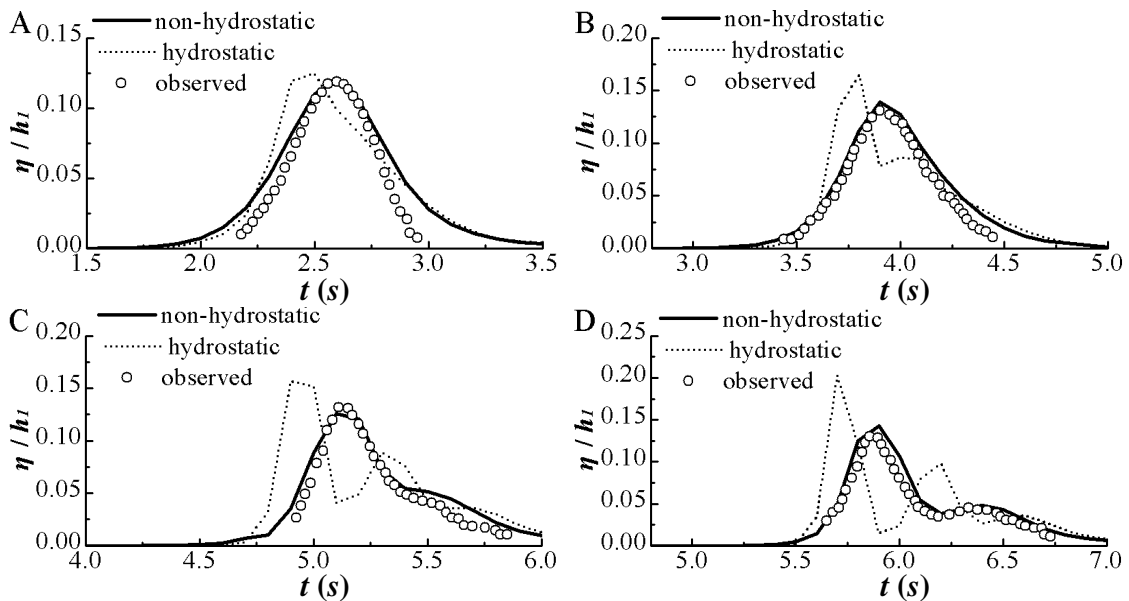 A
non-hydrostatic
hydrostatic
observed
η / h1
0.15
0.10
0.05
0.00
1.5 2.0 2.5 3.0 3.5
t (s)
B
non-hydrostatic
hydrostatic
observed
η / h1
0.20
0.15
0.10
0.05
0.00
3.0 3.5 4.0 4.5 5.0
t (s)
C
non-hydrostatic
hydrostatic
observed
η / h1
0.20
0.15
0.10
0.05
0.00
4.0 4.5 5.0 5.5 6.0
t (s)
D
non-hydrostatic
hydrostatic
observed
η / h1
0.25
0.20
0.15
0.10
0.05
0.00
5.0 5.5 6.0 6.5 7.0
t (s)